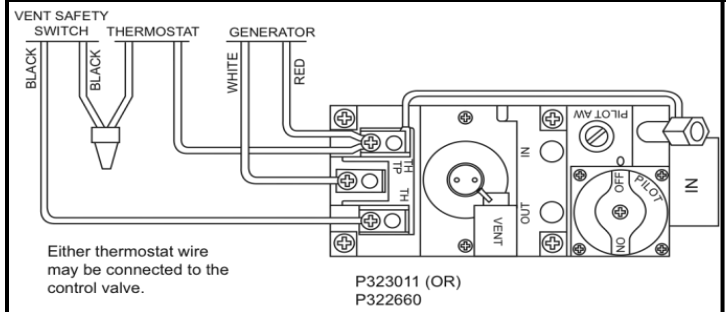 VENT SAFETY
SWITCH THERMOSTAT GENERATOR
BLACK
BLACK
WHITE
RED
TH
TP
TH
IN
OUT
VENT
PILOT AW
OFF
PILOT
ON
IN
Either thermostat wire
may be connected to the
control valve.
P323011 (OR)
P322660